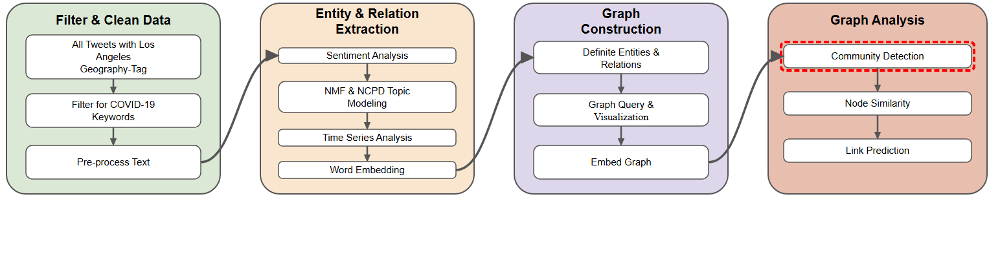 Filter & Clean Data
All Tweets with Los
Angeles
Geography-Tag
Filter for COVID-19
Keywords
Pre-process Text
Entity & Relation
Extraction
Sentiment Analysis
NMF & NCPD Topic
Modeling
Time Series Analysis
Word Embedding
Graph
Construction
Definite Entities &
Relations
Graph Query &
Visualization
Embed Graph
Graph Analysis
Community Detection
Node Similarity
Link Prediction